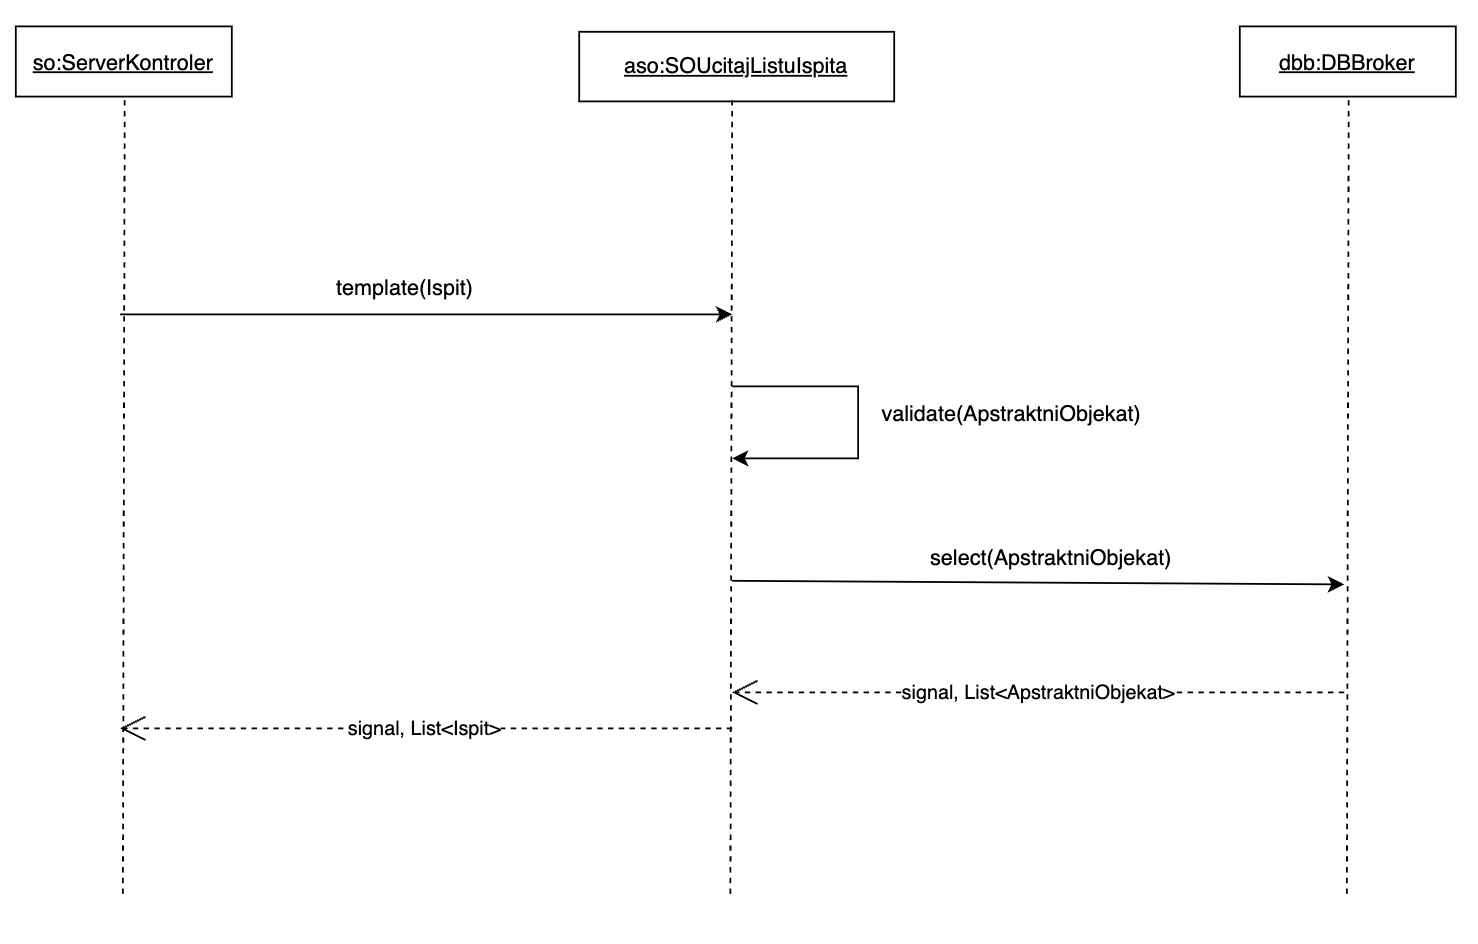 so:ServerKontroler
aso:SOUcitajListuIspita
dbb:DBBroker
template(Ispit)
validate(ApstraktniObjekat)
select(ApstraktniObjekat)
signal, List<ApstraktniObjekat>
signal, List<Ispit>